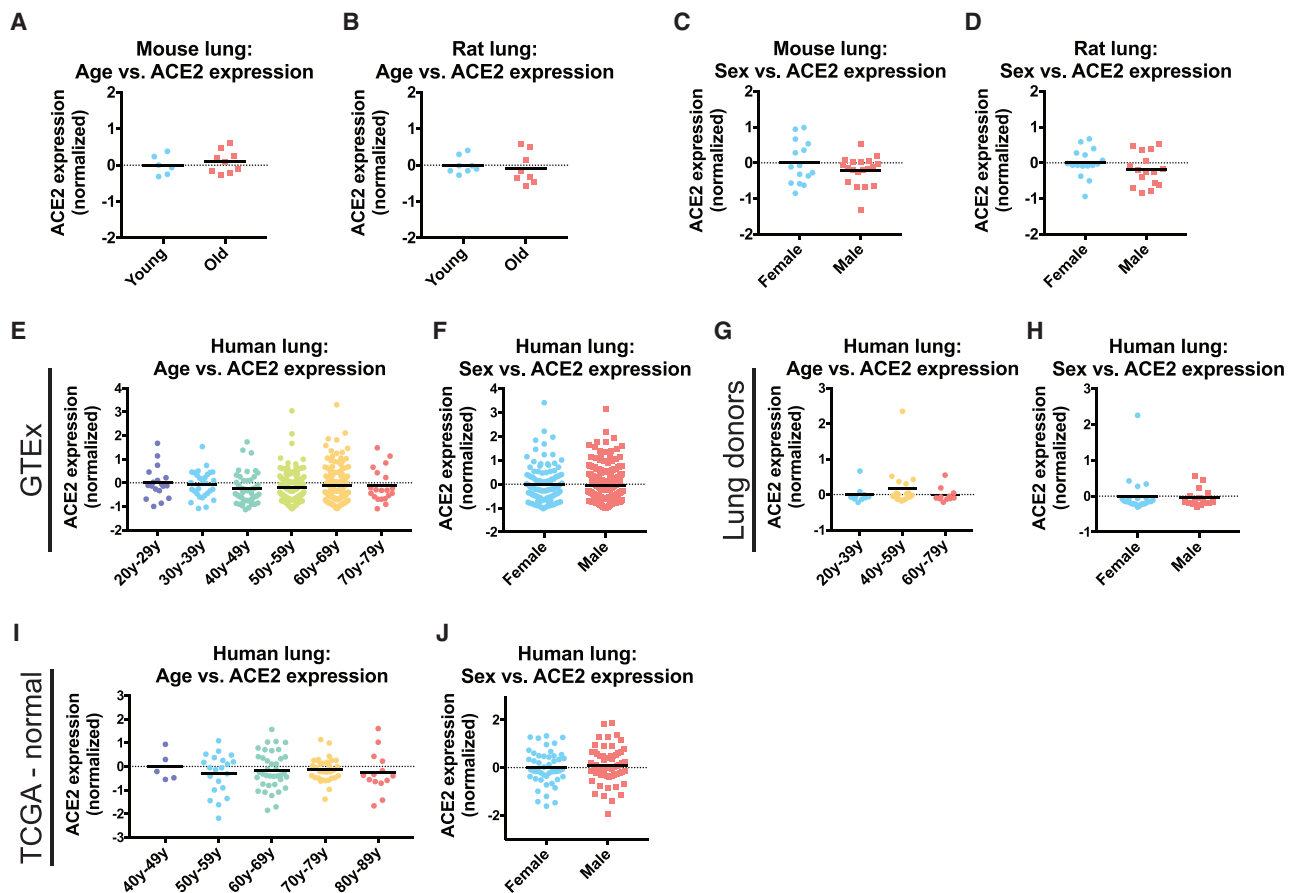 A
Mouse lung:
Age vs. ACE2 expression
ACE2 expression
(normalized)
2
1
0
-1
-2
Young
Old
B
Rat lung:
Age vs. ACE2 expression
ACE2 expression
(normalized)
2
1
0
-1
-2
Young
Old
C
Mouse lung:
Sex vs. ACE2 expression
ACE2 expression
(normalized)
2
1
0
-1
-2
Female
Male
D
Rat lung:
Sex vs. ACE2 expression
ACE2 expression
(normalized)
2
1
0
-1
-2
Female
Male
GTEx
E
Human lung:
Age vs. ACE2 expression
ACE2 expression
(normalized)
4
3
2
1
0
-1
-2
20y-29y
30y-39y
40y-49y
50y-59y
60y-69y
70y-79y
F
Human lung:
Sex vs. ACE2 expression
ACE2 expression
(normalized)
4
3
2
1
0
-1
-2
Female
Male
Lung donors
G
Human lung:
Age vs. ACE2 expression
ACE2 expression
(normalized)
3
2
1
0
-1
20y-39y
40y-59y
60y-79y
H
Human lung:
Sex vs. ACE2 expression
ACE2 expression
(normalized)
3
2
1
0
-1
Female
Male
TCGA - normal
I
Human lung:
Age vs. ACE2 expression
ACE2 expression
(normalized)
3
2
1
0
-1
-2
-3
40y-49y
50y-59y
60y-69y
70y-79y
80y-89y
J
Human lung:
Sex vs. ACE2 expression
ACE2 expression
(normalized)
2
0
-2
Female
Male